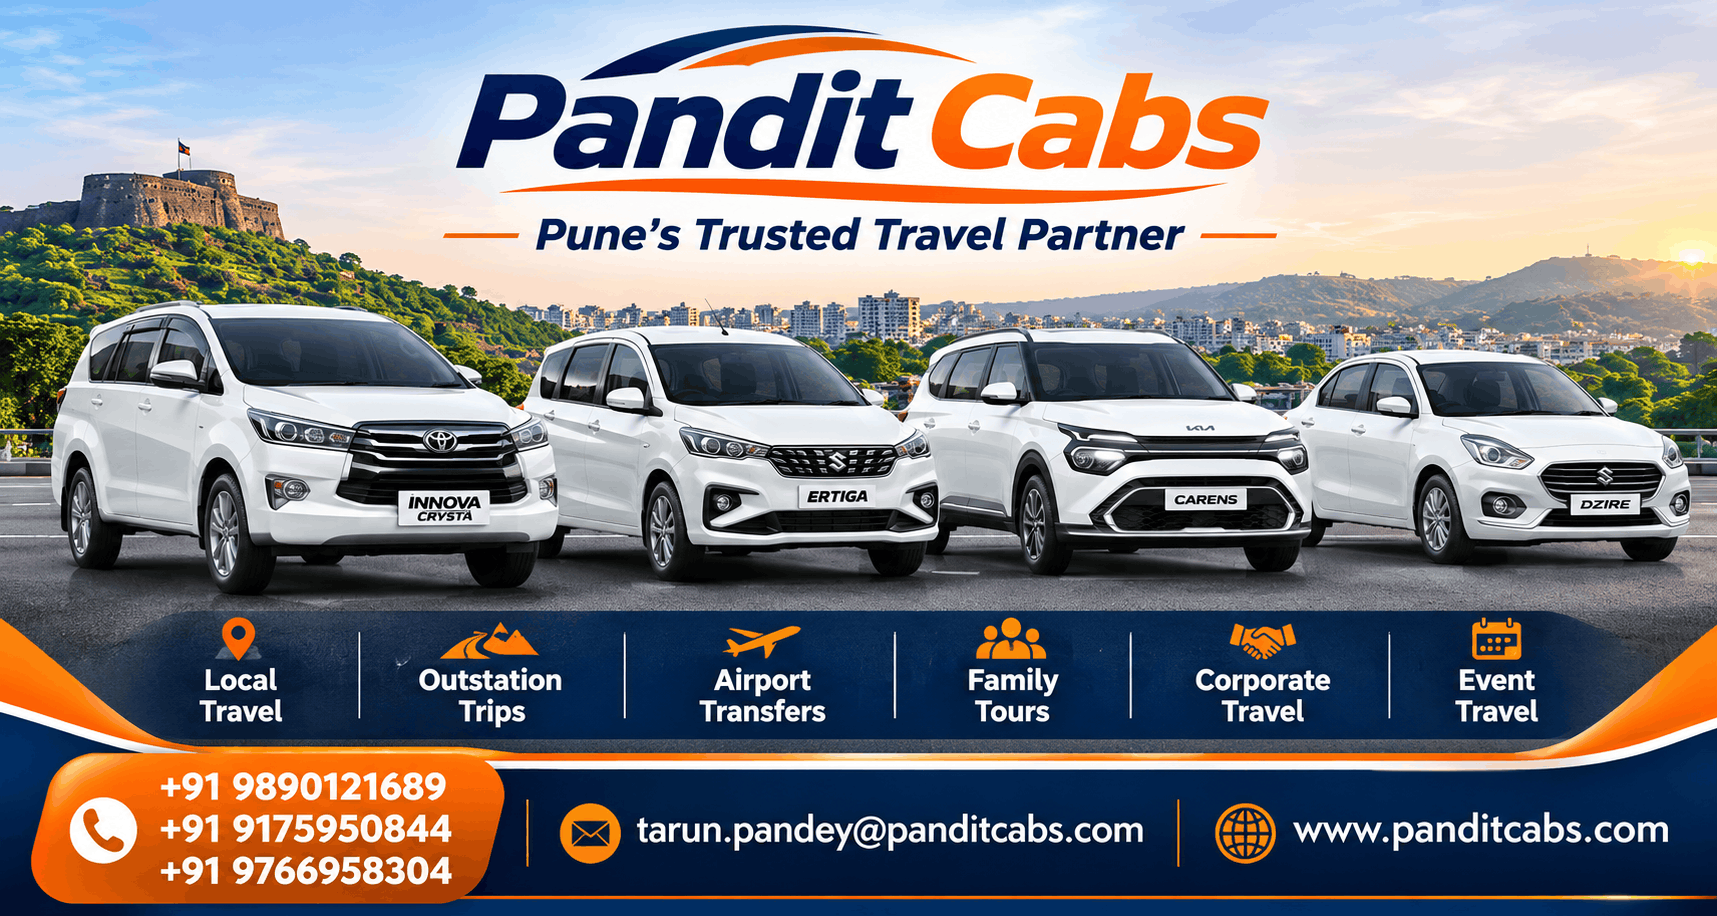 Pandit Cabs
Pune's Trusted Travel Partner
INNOVA
CRYSTA
ERTIGA
KIA
CARENS
DZIRE
Local
Travel
Outstation
Trips
Airport
Transfers
Family
Tours
Corporate
Travel
Event
Travel
+91 9890121689
+91 9175950844
+91 9766958304
tarun.pandey@panditcabs.com
www.panditcabs.com